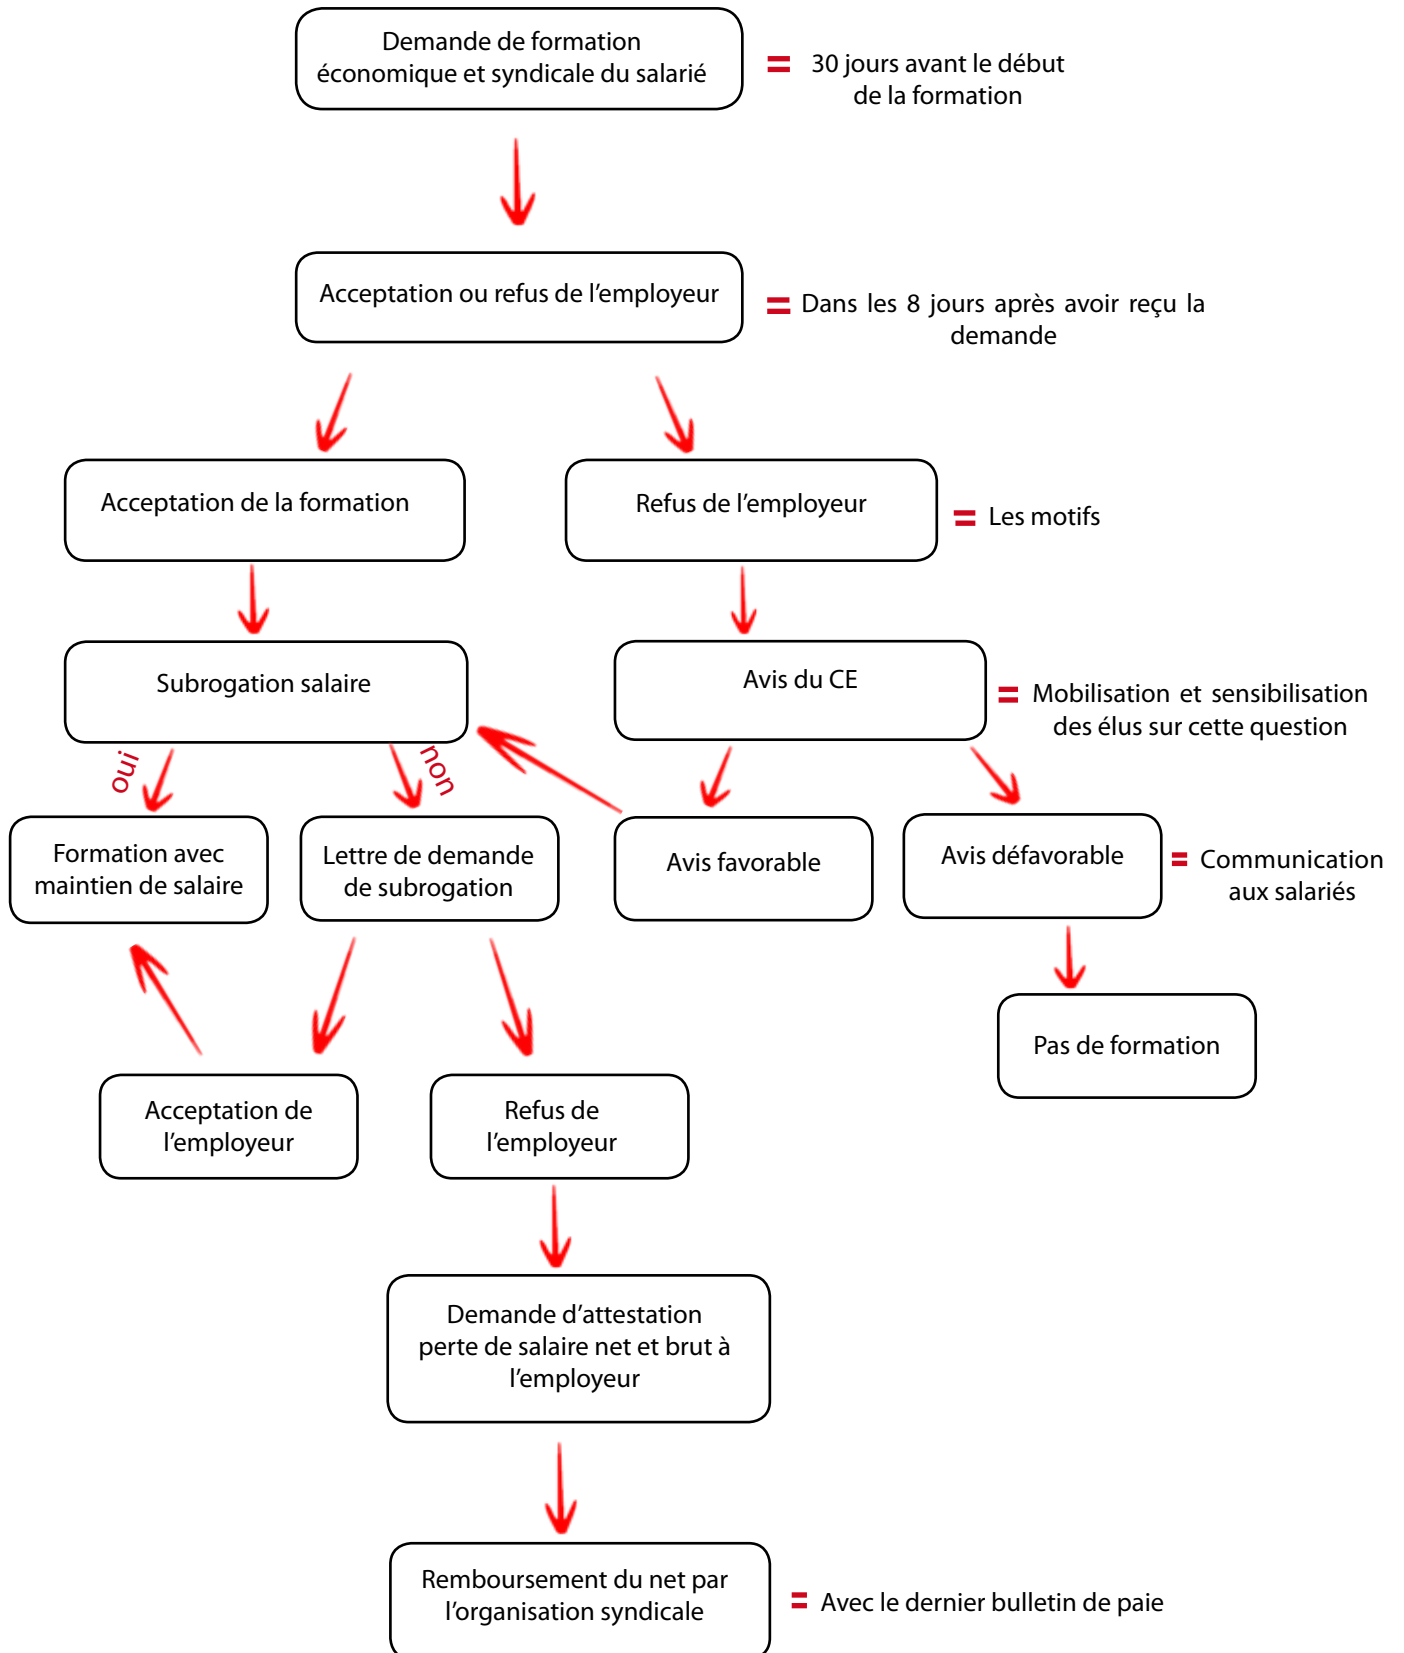 Demande de formation
économique et syndicale du salarié
= 30 jours avant le début
de la formation
Acceptation ou refus de l’employeur
= Dans les 8 jours après avoir reçu la
demande
Acceptation de la formation
Refus de l’employeur
= Les motifs
Subrogation salaire
Avis du CE
= Mobilisation et sensibilisation
des élus sur cette question
oui
non
Formation avec
maintien de salaire
Lettre de demande
de subrogation
Avis favorable
Avis défavorable
= Communication
aux salariés
Pas de formation
Acceptation de
l’employeur
Refus de
l’employeur
Demande d’attestation
perte de salaire net et brut à
l’employeur
Remboursement du net par
l’organisation syndicale
= Avec le dernier bulletin de paie